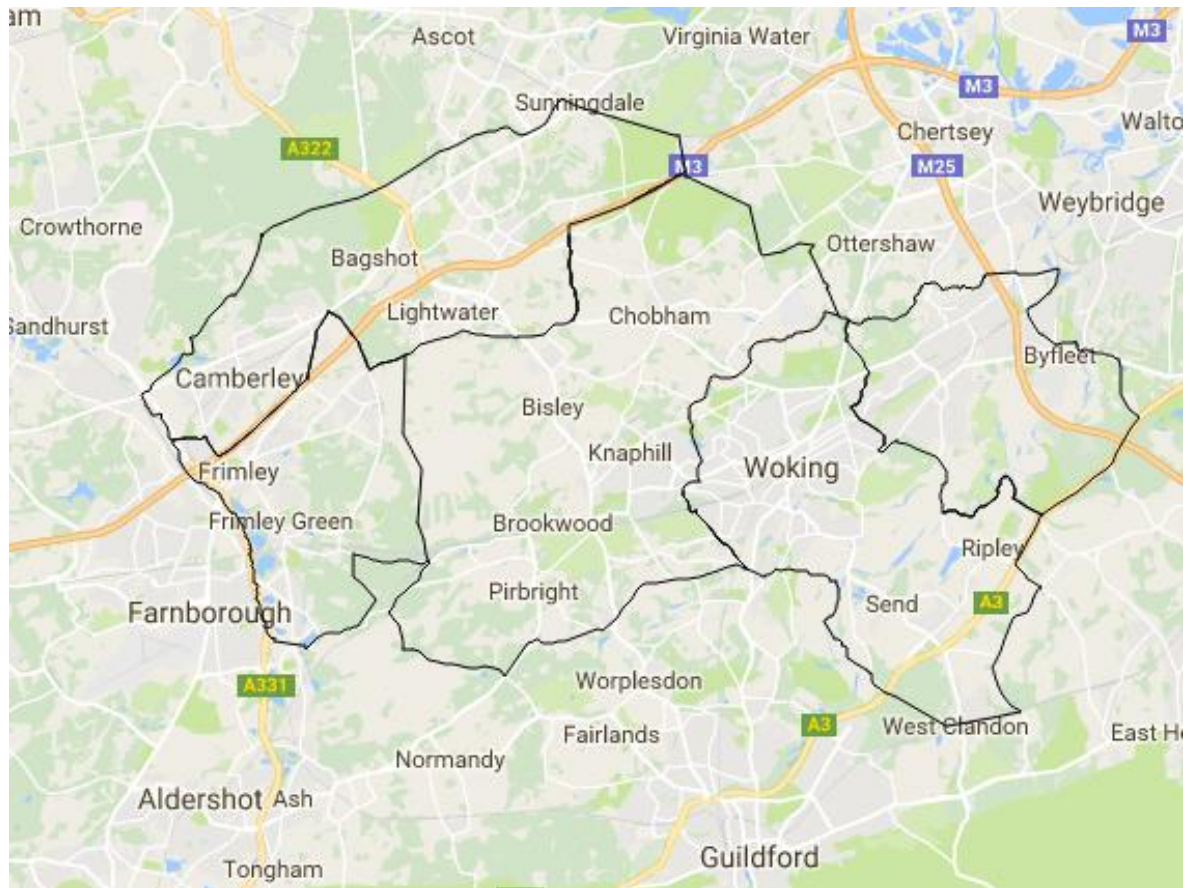 am
Ascot
Virginia Water
M3
M3
Sunningdale
Chertsey
Walto
A322
M3
M25
Crowthorne
Weybridge
Ottershaw
Bagshot
Lightwater
Chobham
Sandhurst
Byfleet
Camberley
Bisley
Knaphill
Woking
Frimley
Frimley Green
Brookwood
Ripley
Pirbright
Send
A3
Farnborough
A331
Worplesdon
A3
West Clandon
Fairlands
East Ho
Normandy
Aldershot
Ash
Guildford
Tongham